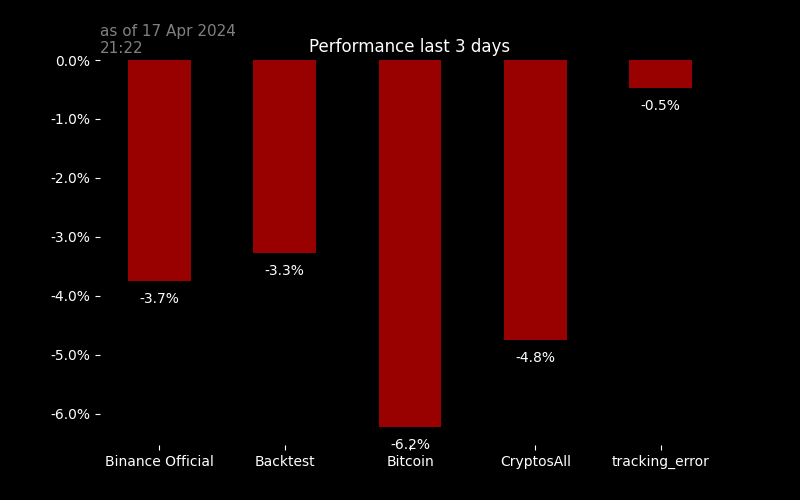 as of 17 Apr 2024
21:22
Performance last 3 days
0.0%
-1.0%
-2.0%
-3.0%
-4.0%
-5.0%
-6.0%
-3.7%
-3.3%
-6.2%
-4.8%
-0.5%
Binance Official
Backtest
Bitcoin
CryptosAll
tracking_error